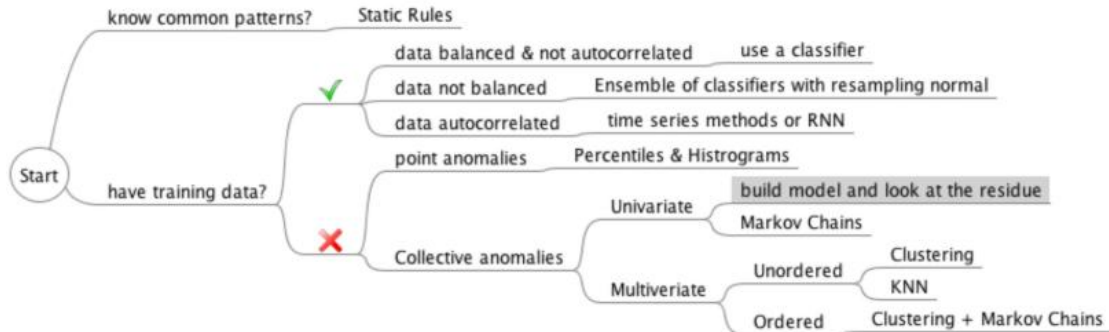 know common patterns?
Static Rules
data balanced & not autocorrelated
use a classifier
data not balanced
Ensemble of classifiers with resampling normal
data autocorrelated
time series methods or RNN
Start
have training data?
point anomalies
Percentiles & Histrograms
Collective anomalies
Univariate
build model and look at the residue
Markov Chains
Multiveriate
Unordered
Clustering
KNN
Ordered
Clustering + Markov Chains